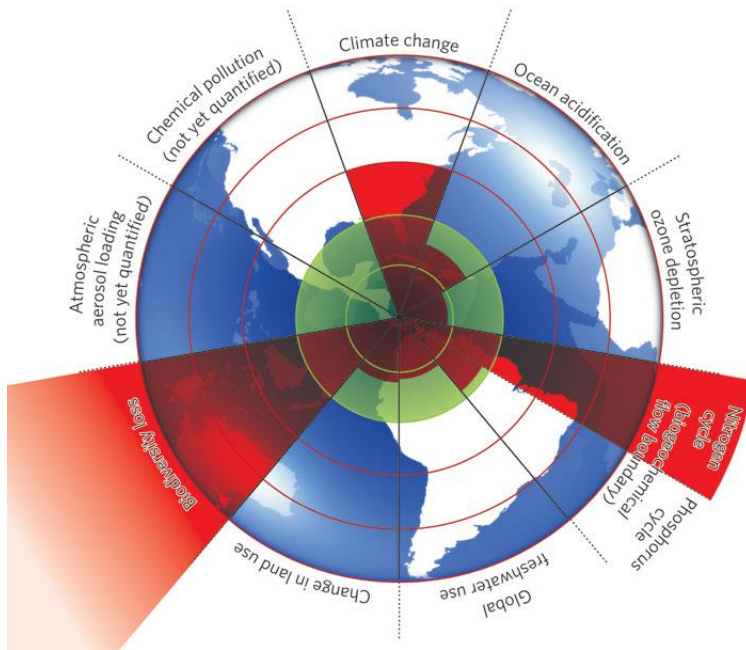 Climate change
Ocean acidification
Stratospheric
ozone depletion
Nitrogen
cycle
(biogeochemical
flow boundary)
Phosphorus
cycle
Global
freshwater use
Change in land use
Biodiversity loss
Atmospheric
aerosol loading
(not yet quantified)
Chemical pollution
(not yet quantified)